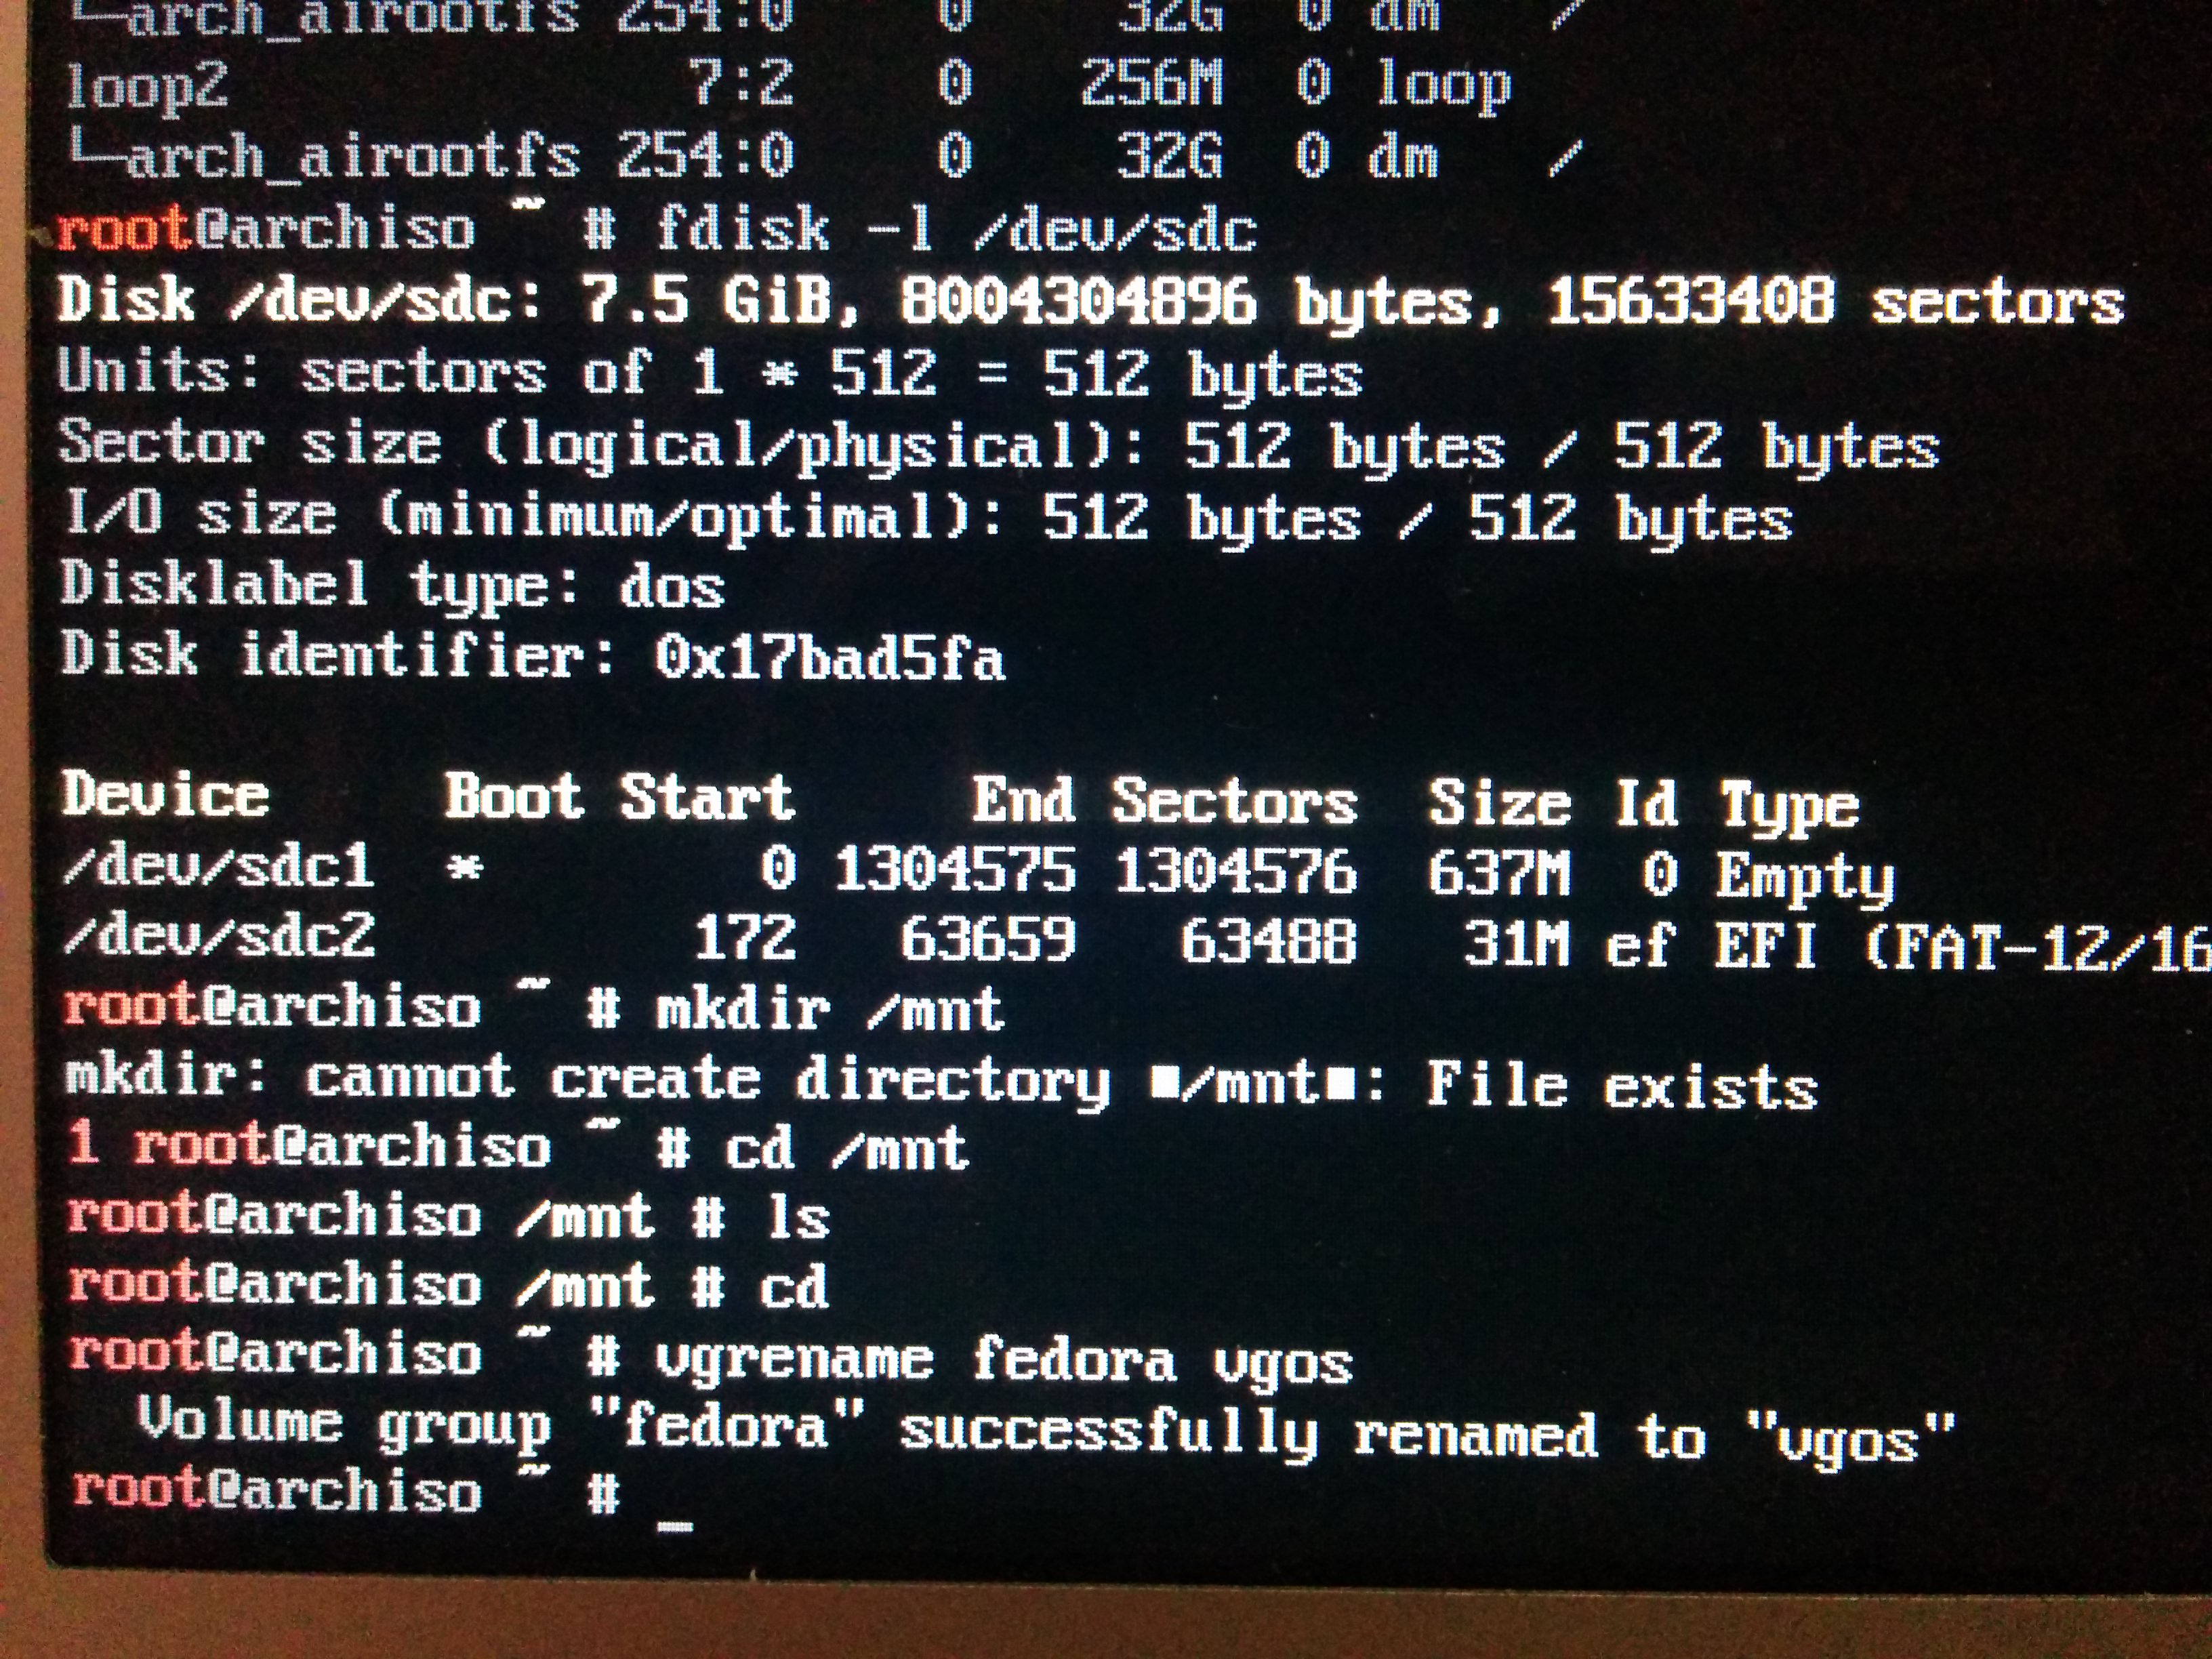 └─arch_airootfs 254:0 0 32G 0 dm /
loop2 7:2 0 256M 0 loop
└─arch_airootfs 254:0 0 32G 0 dm /
root@archiso ~ # fdisk -l /dev/sdc
Disk /dev/sdc: 7.5 GiB, 8004304896 bytes, 15633408 sectors
Units: sectors of 1 * 512 = 512 bytes
Sector size (logical/physical): 512 bytes / 512 bytes
I/O size (minimum/optimal): 512 bytes / 512 bytes
Disklabel type: dos
Disk identifier: 0x17bad5fa
Device Boot Start End Sectors Size Id Type
/dev/sdc1 * 0 1304575 1304576 637M 0 Empty
/dev/sdc2 172 63659 63488 31M ef EFI (FAT-12/16
root@archiso ~ # mkdir /mnt
mkdir: cannot create directory ■/mnt■: File exists
1 root@archiso ~ # cd /mnt
root@archiso /mnt # ls
root@archiso /mnt # cd
root@archiso ~ # vgrename fedora vgos
Volume group "fedora" successfully renamed to "vgos"
root@archiso ~ # _